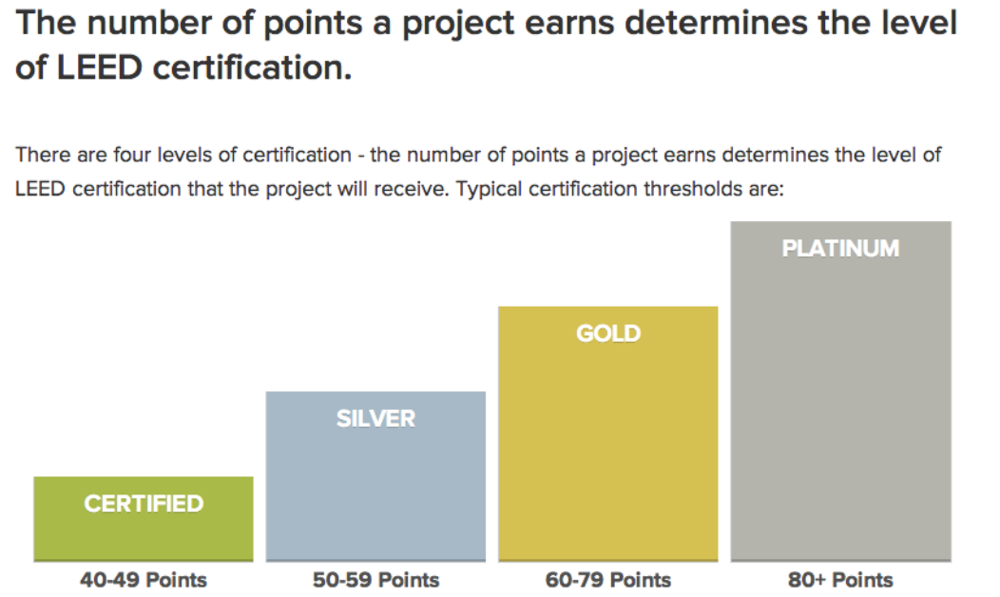 The number of points a project earns determines the level
of LEED certification.
There are four levels of certification - the number of points a project earns determines the level of
LEED certification that the project will receive. Typical certification thresholds are:
PLATINUM
GOLD
SILVER
CERTIFIED
40-49 Points
50-59 Points
60-79 Points
80+ Points